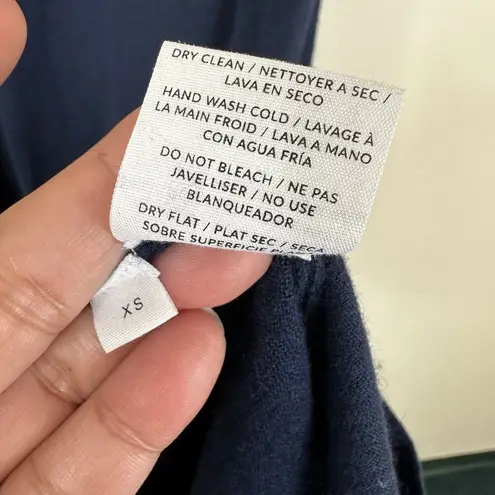 DRY CLEAN / NETTOYER A SEC /
LAVA EN SECO
HAND WASH COLD / LAVAGE À
LA MAIN FROID / LAVA A MANO
CON AGUA FRÍA
DO NOT BLEACH / NE PAS
JAVELLISER / NO USE
BLANQUEADOR
DRY FLAT / PLAT SEC / SECA
SOBRE SUPERFICIE
XS